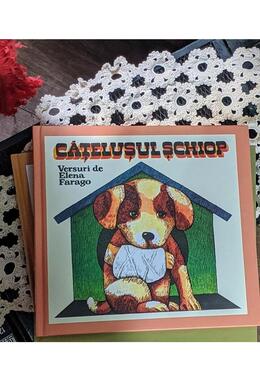 CĂȚELUȘUL ȘCHIOP
Versuri de
Elena
Farago